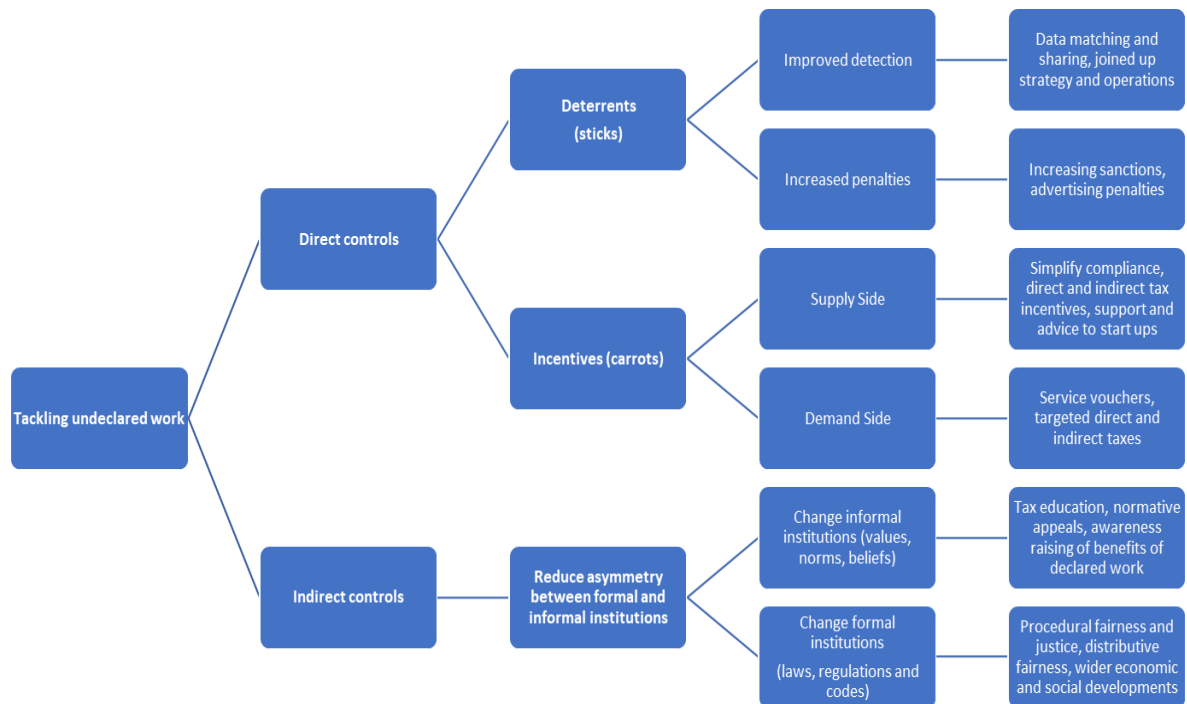 Tackling undeclared work
Direct controls
Indirect controls
Deterrents
(sticks)
Incentives (carrots)
Reduce asymmetry
between formal and
informal institutions
Improved detection
Increased penalties
Supply Side
Demand Side
Change informal
institutions (values,
norms, beliefs)
Change formal
institutions
(laws, regulations and
codes)
Data matching and
sharing, joined up
strategy and operations
Increasing sanctions,
advertising penalties
Simplify compliance,
direct and indirect tax
incentives, support and
advice to start ups
Service vouchers,
targeted direct and
indirect taxes
Tax education, normative
appeals, awareness
raising of benefits of
declared work
Procedural fairness and
justice, distributive
fairness, wider economic
and social developments